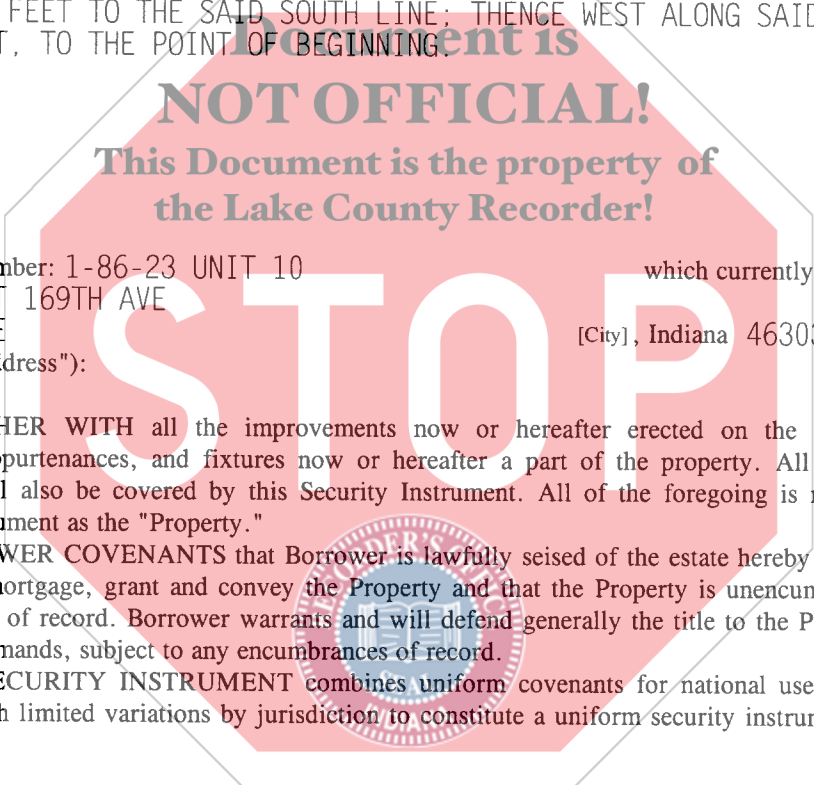 FEET TO THE SAID SOUTH LINE; THENCE WEST ALONG SAID
T, TO THE POINT OF BEGINNING.
Document is
NOT OFFICIAL!
This Document is the property of
the Lake County Recorder!
mber: 1-86-23 UNIT 10 which currently
169TH AVE
E [City], Indiana 46303
dress"):
STOP
HER WITH all the improvements now or hereafter erected on the
purtenances, and fixtures now or hereafter a part of the property. All
l also be covered by this Security Instrument. All of the foregoing is
ument as the "Property."
WER COVENANTS that Borrower is lawfully seised of the estate hereby
ortgage, grant and convey the Property and that the Property is unencum
of record. Borrower warrants and will defend generally the title to the P
mands, subject to any encumbrances of record.
ECURITY INSTRUMENT combines uniform covenants for national use
h limited variations by jurisdiction to constitute a uniform security instrum
RECORDER'S OFFICE
SEAL
INDIANA